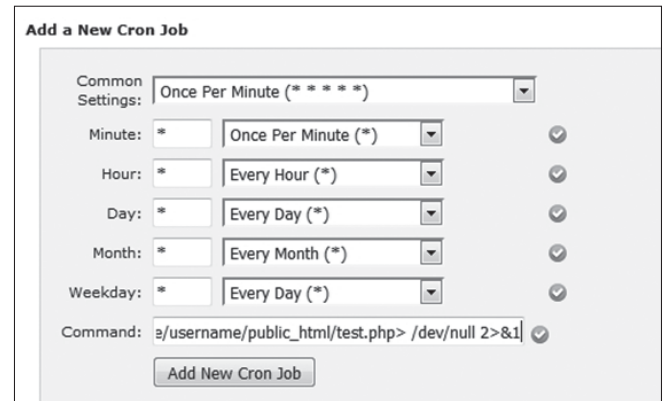 Add a New Cron Job
Common Settings: Once Per Minute (* * * * *)
Minute: * Once Per Minute (*)
Hour: * Every Hour (*)
Day: * Every Day (*)
Month: * Every Month (*)
Weekday: * Every Day (*)
Command: e/username/public_html/test.php> /dev/null 2>&1
Add New Cron Job